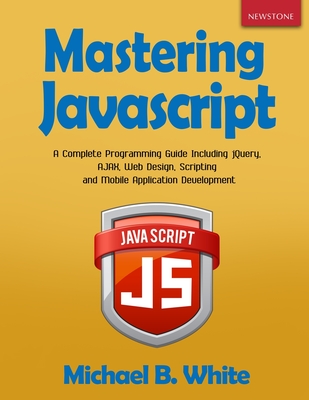 NEWSTONE
Mastering
Javascript
A Complete Programming Guide Including jQuery,
AJAX, Web Design, Scripting
and Mobile Application Development
JAVA SCRIPT
JS
Michael B. White